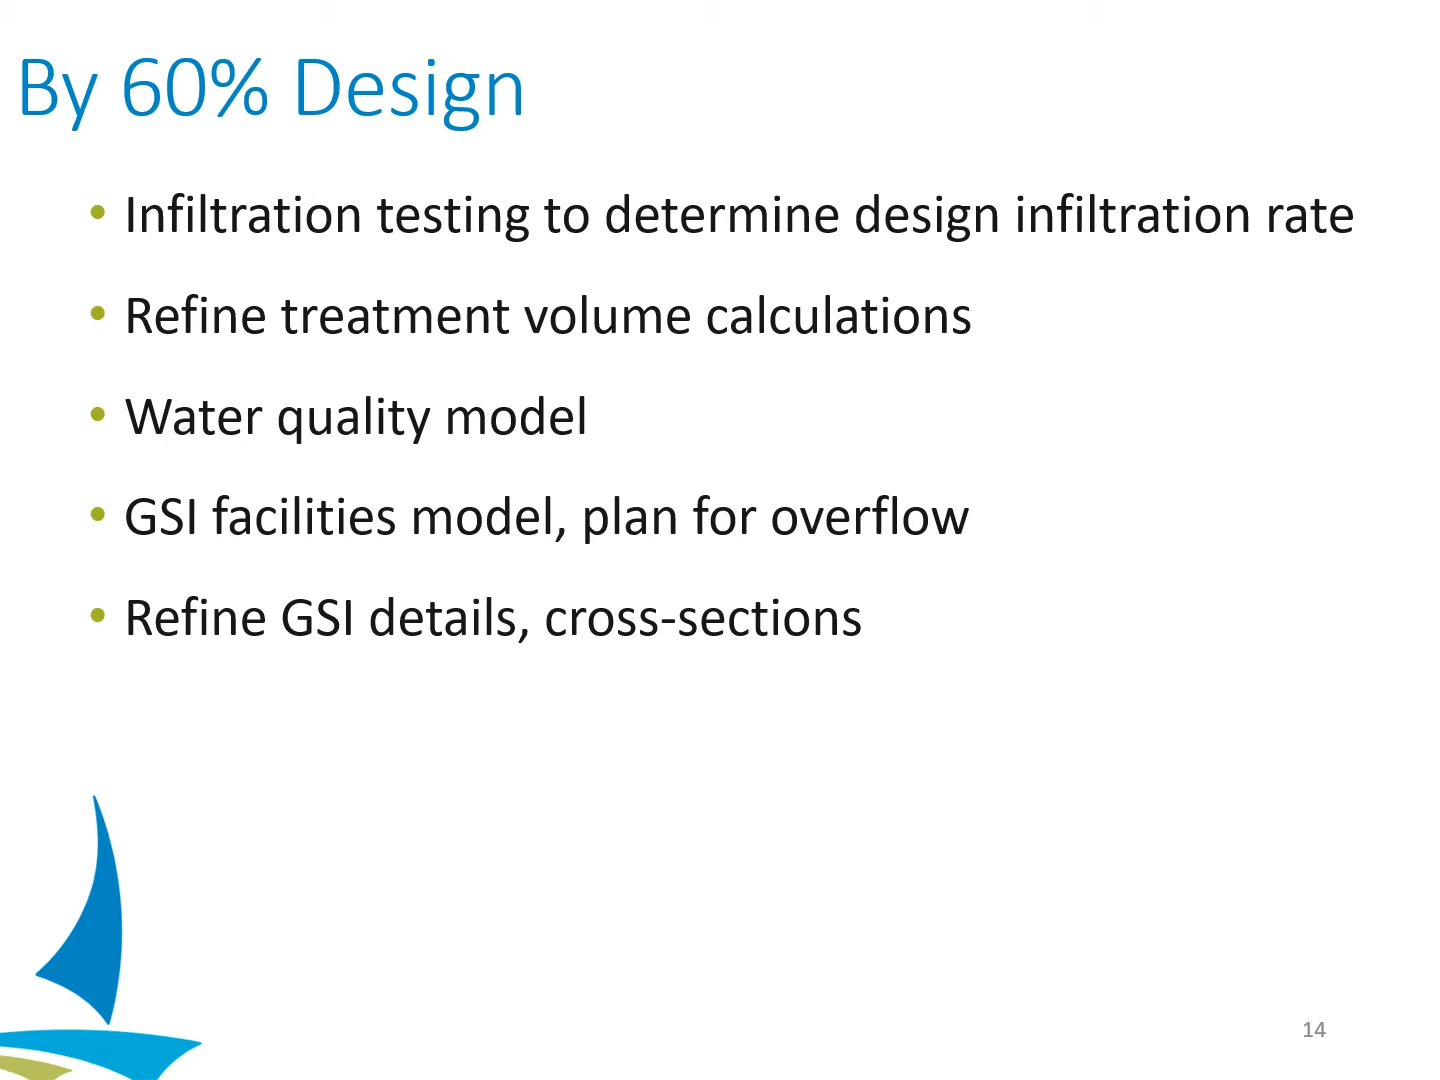 By 60% Design
• Infiltration testing to determine design infiltration rate
• Refine treatment volume calculations
• Water quality model
• GSI facilities model, plan for overflow
• Refine GSI details, cross-sections
14